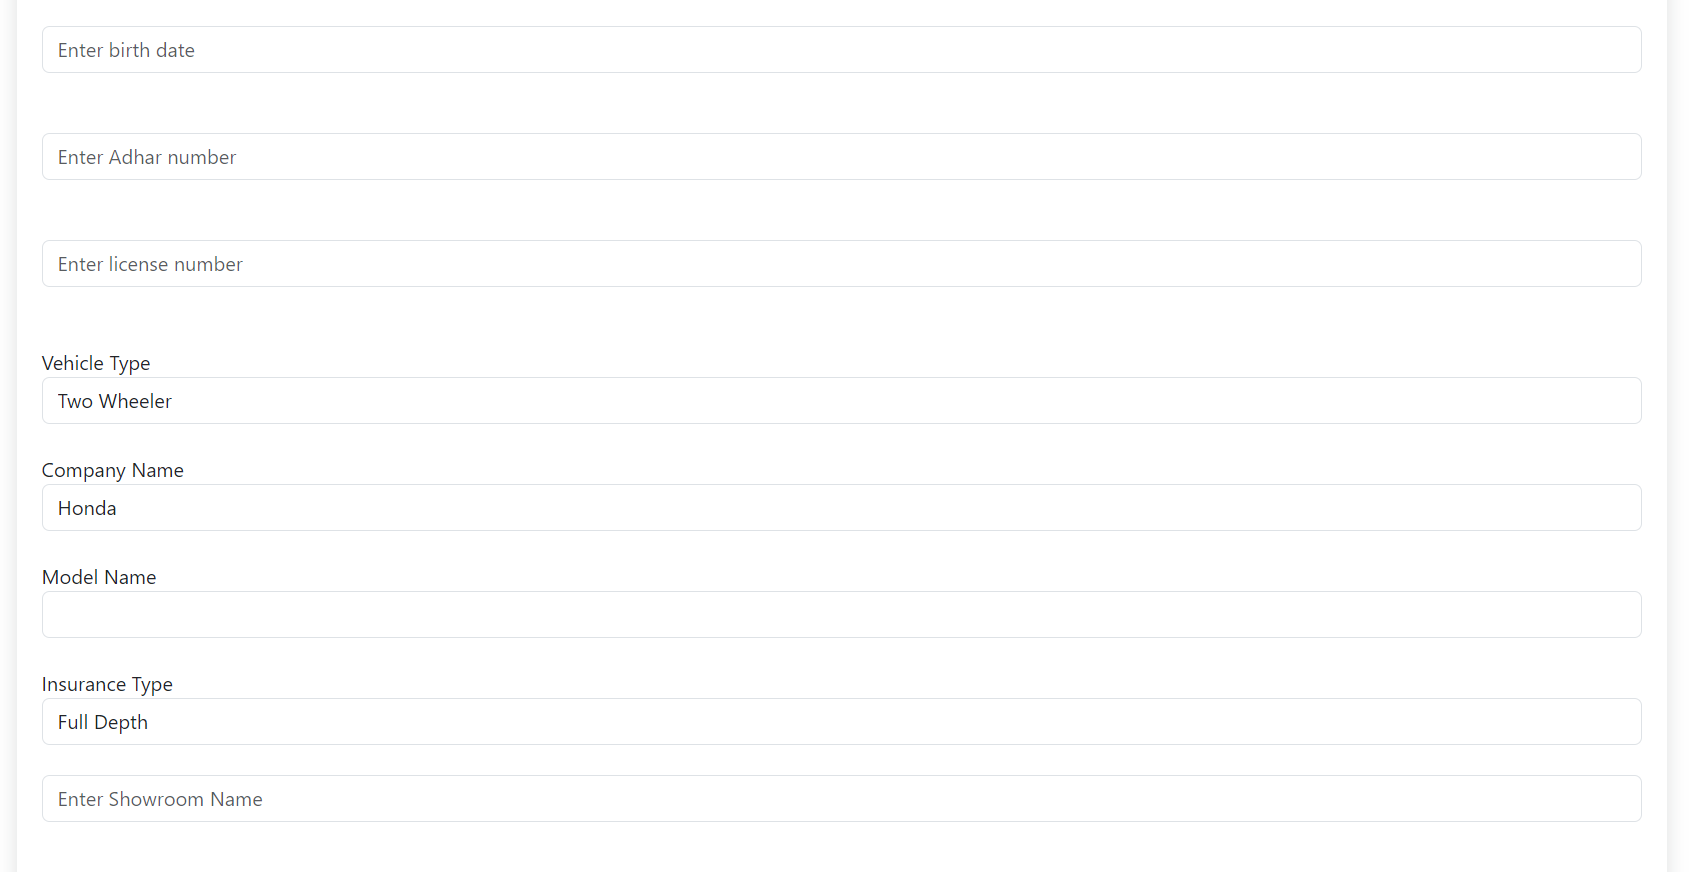 Enter birth date
Enter Adhar number
Enter license number
Vehicle Type
Two Wheeler
Company Name
Honda
Model Name
Insurance Type
Full Depth
Enter Showroom Name